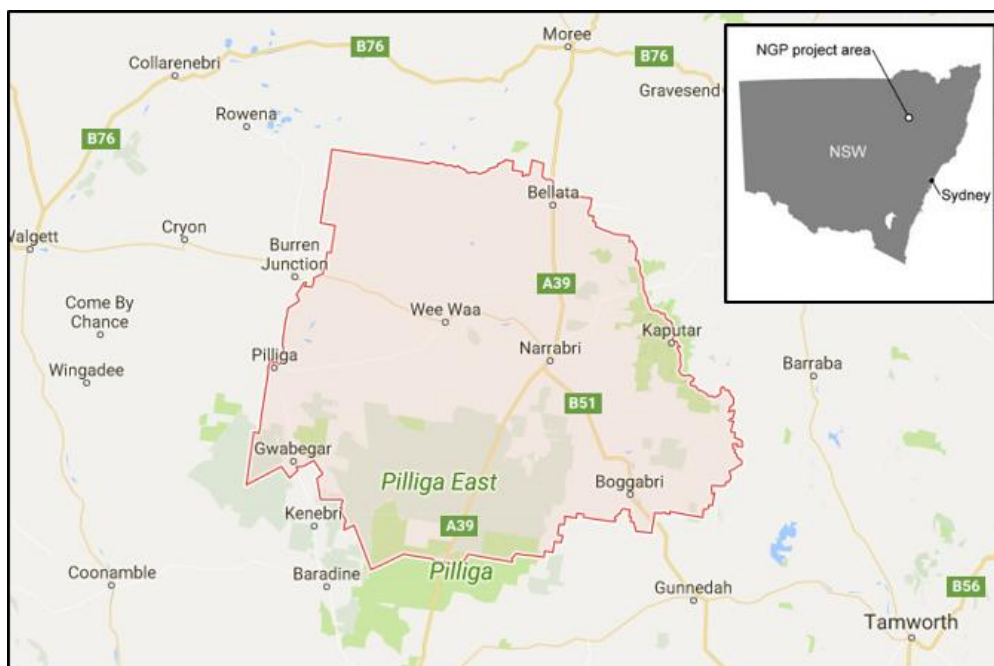 B76
Moree
B76
Collarenebri
Gravesend
Rowena
B76
Bellata
Walgett
Cryon
Burren
Junction
A39
Come By
Chance
Wee Waa
Kaputar
Narrabri
Pilliga
Barraba
Wingadee
B51
Gwabegar
Pilliga East
Boggabri
Kenebri
A39
Pilliga
Coonamble
Baradine
Gunnedah
B56
Tamworth
NGP project area
NSW
Sydney